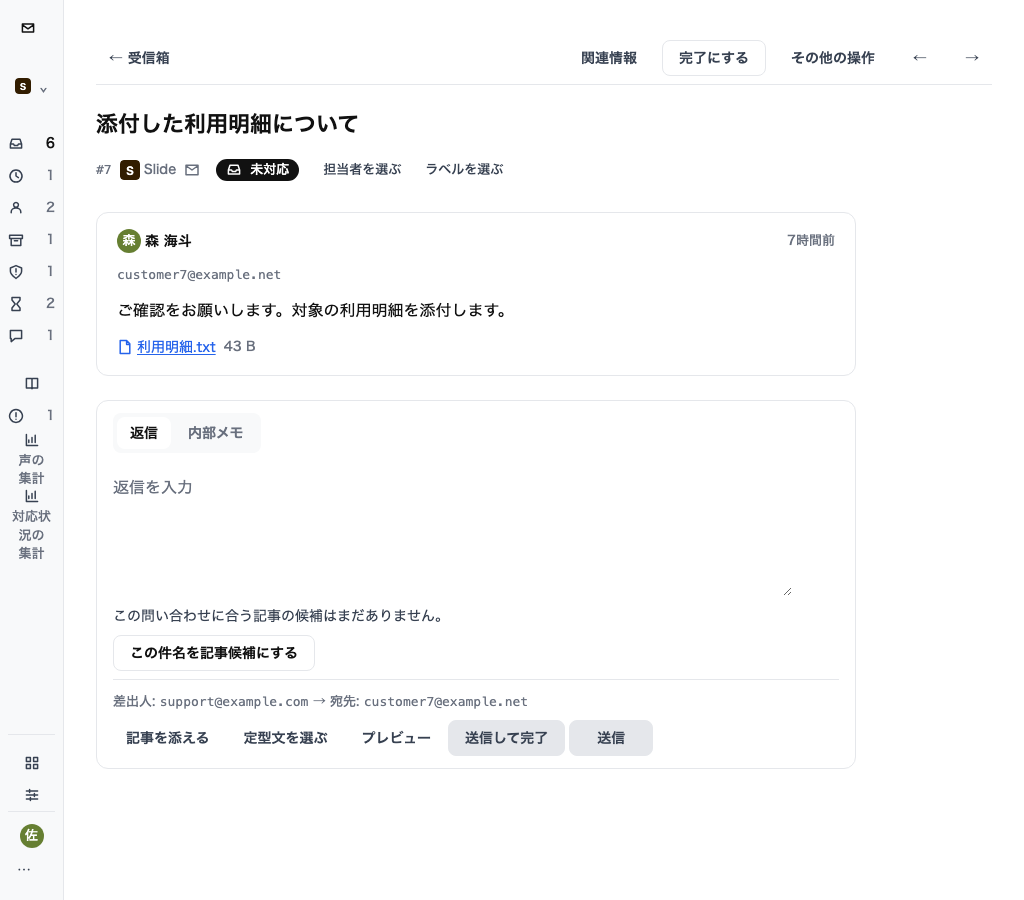 ← 受信箱
関連情報 完了にする その他の操作 ← →
S
添付した利用明細について
#7 S Slide 未対応 担当者を選ぶ ラベルを選ぶ
6
1
2
1
1
2
1
1
声の
集計
対応状
況の
集計
佐
…
森 森 海斗 7時間前
customer7@example.net
ご確認をお願いします。対象の利用明細を添付します。
利用明細.txt 43 B
返信 内部メモ
返信を入力
この問い合わせに合う記事の候補はまだありません。
この件名を記事候補にする
差出人: support@example.com → 宛先: customer7@example.net
記事を添える 定型文を選ぶ プレビュー 送信して完了 送信